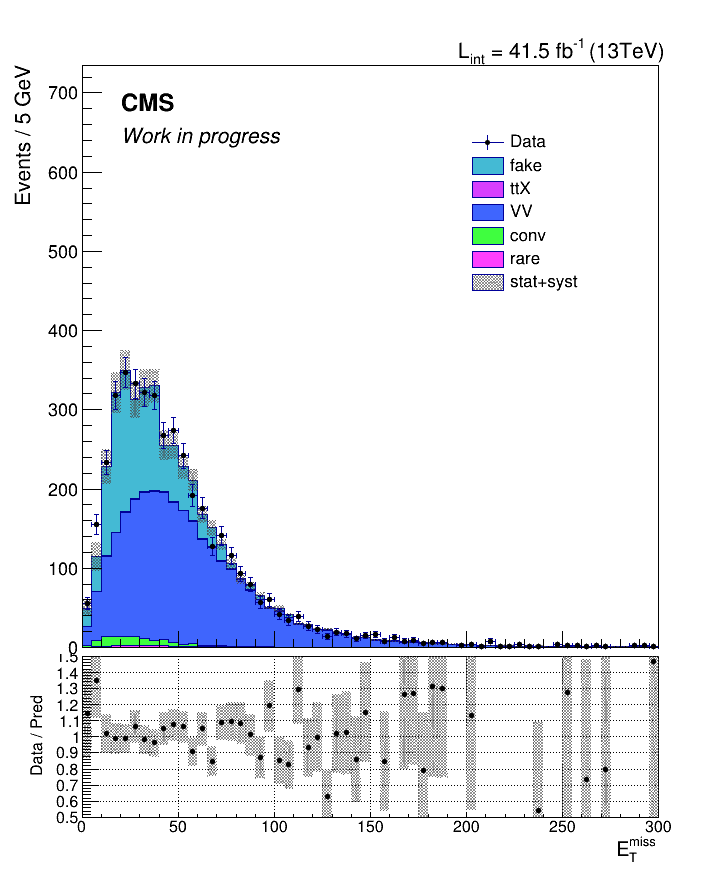 L_int = 41.5 fb^-1 (13TeV)
Events / 5 GeV
700
600
500
400
300
200
100
0
CMS
Work in progress
Data
fake
ttX
VV
conv
rare
stat+syst
Data / Pred
1.5
1.4
1.3
1.2
1.1
1
0.9
0.8
0.7
0.6
0.5
0 50 100 150 200 250 300
E_T^miss